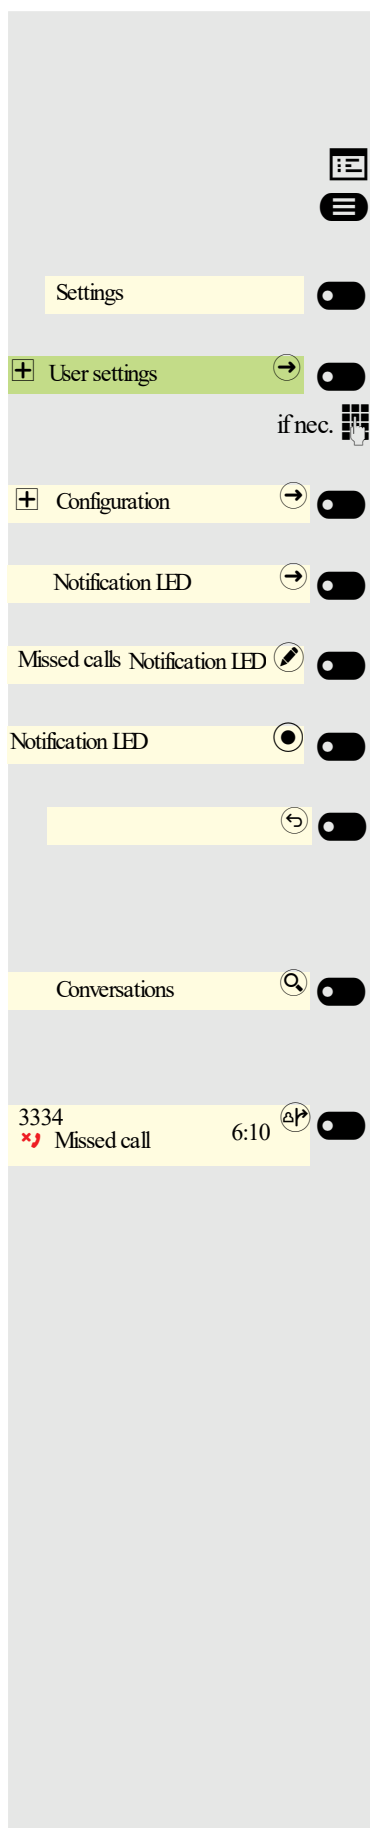 Settings
User settings
if nec.
Configuration
Notification LED
Missed calls Notification LED
Notification LED
Conversations
3334
Missed call 6:10